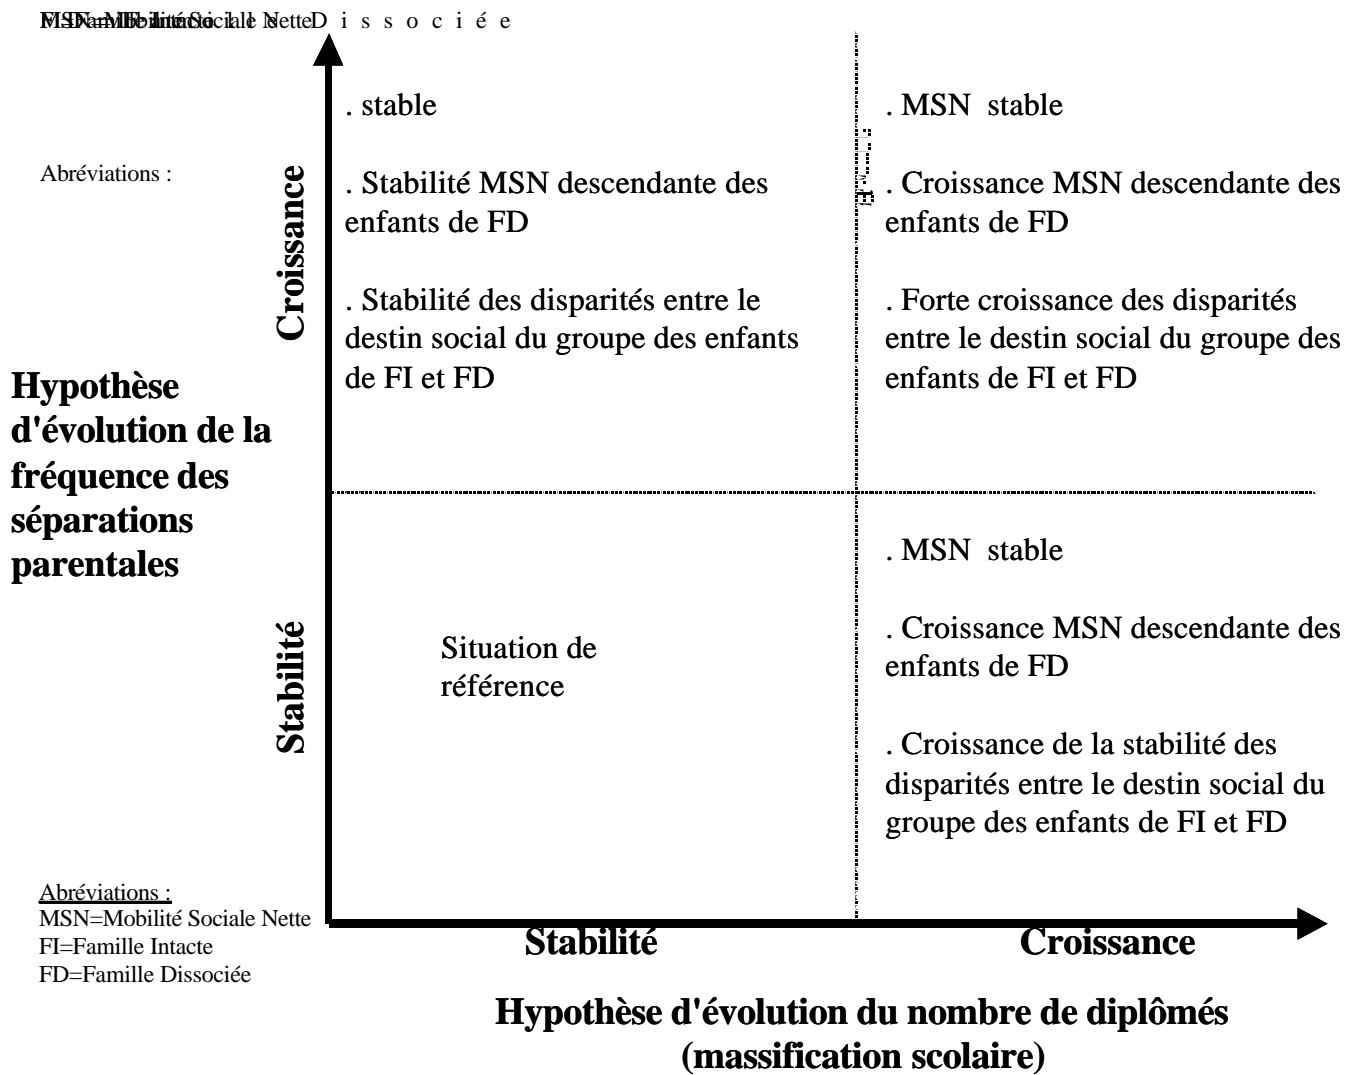 Dissociée
Abréviations :
Croissance
. stable
. Stabilité MSN descendante des
enfants de FD
. Stabilité des disparités entre le
destin social du groupe des enfants
de FI et FD
. MSN stable
. Croissance MSN descendante des
enfants de FD
. Forte croissance des disparités
entre le destin social du groupe des
enfants de FI et FD
Hypothèse
d'évolution de la
fréquence des
séparations
parentales
Stabilité
Situation de
référence
. MSN stable
. Croissance MSN descendante des
enfants de FD
. Croissance de la stabilité des
disparités entre le destin social du
groupe des enfants de FI et FD
Abréviations :
MSN=Mobilité Sociale Nette
FI=Famille Intacte
FD=Famille Dissociée
Stabilité
Croissance
Hypothèse d'évolution du nombre de diplômés
(massification scolaire)